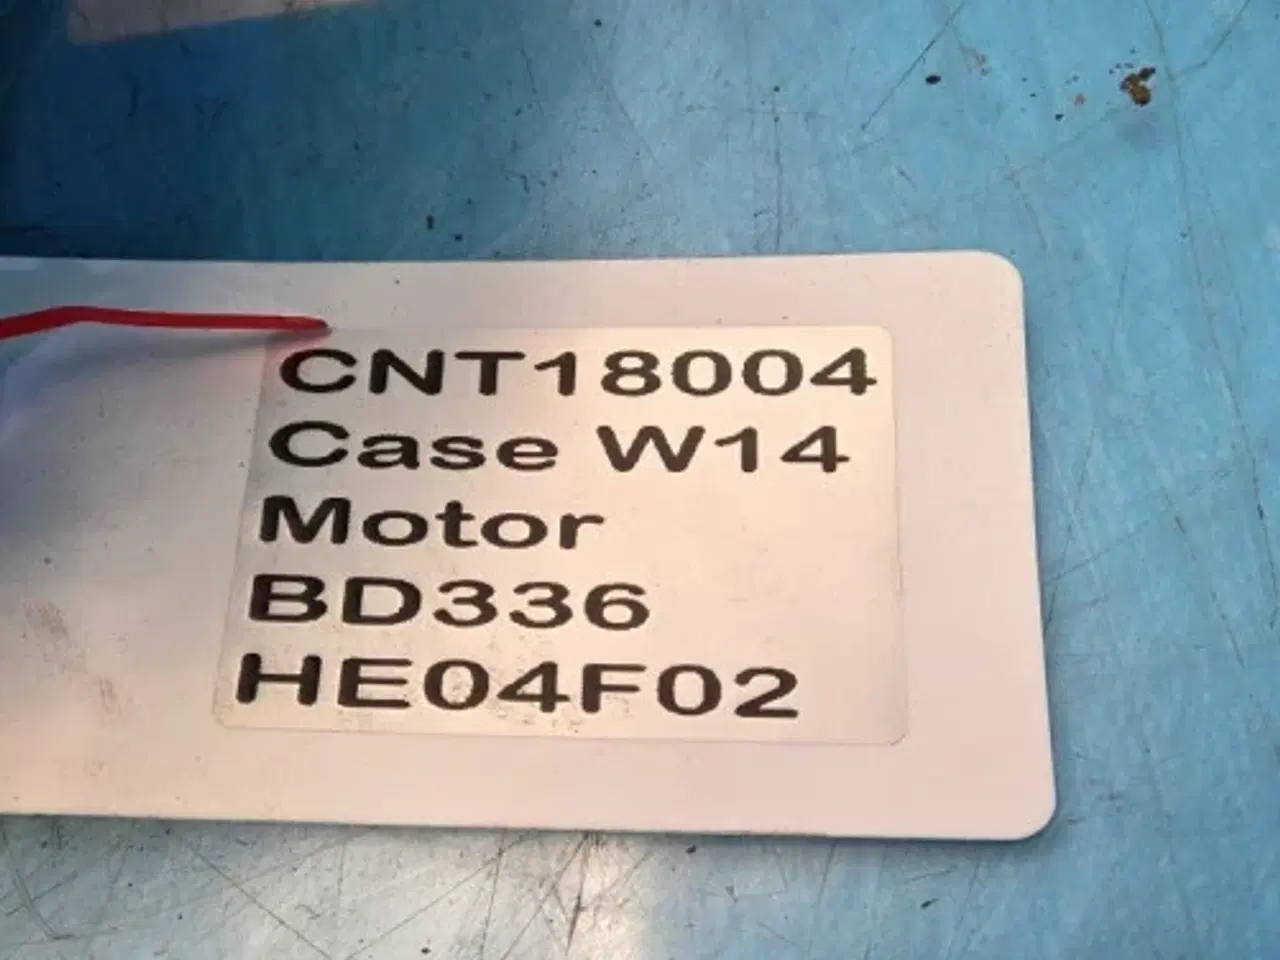 CNT18004
Case W14
Motor
BD336
HE04F02